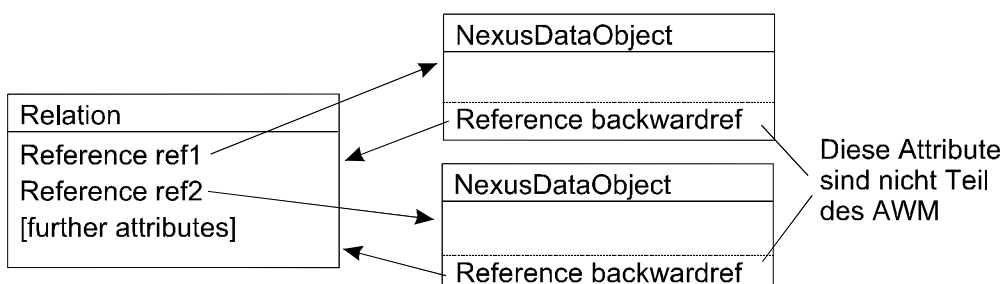 Relation
Reference ref1
Reference ref2
[further attributes]
NexusDataObject
Reference backwardref
NexusDataObject
Reference backwardref
Diese Attribute
sind nicht Teil
des AWM